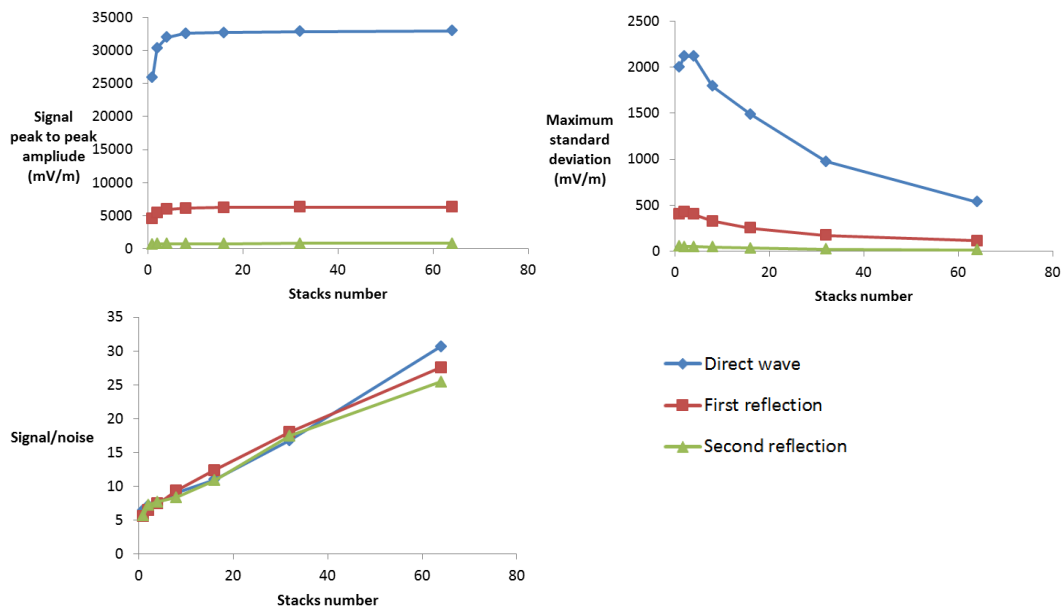 35000
30000
25000
20000
15000
10000
5000
0
Signal
peak to peak
ampliude
(mV/m)
0 20 40 60 80
Stacks number
2500
2000
1500
1000
500
0
Maximum
standard
deviation
(mV/m)
0 20 40 60 80
Stacks number
35
30
25
20
15
10
5
0
Signal/noise
0 20 40 60 80
Stacks number
Direct wave
First reflection
Second reflection